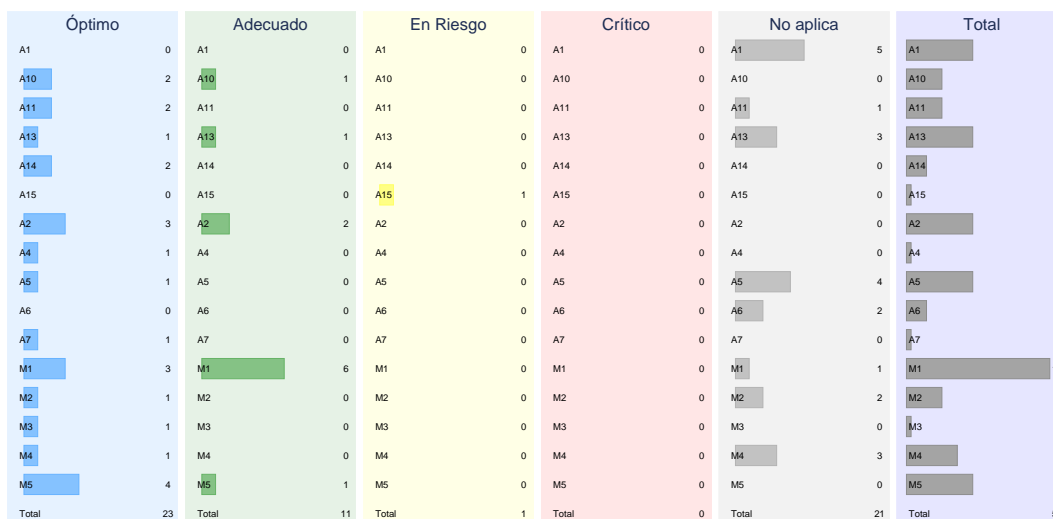 Óptimo Adecuado En Riesgo Crítico No aplica Total
A1 0 A1 0 A1 0 A1 0 A1 5 A1
A10 2 A10 1 A10 0 A10 0 A10 0 A10
A11 2 A11 0 A11 0 A11 0 A11 1 A11
A13 1 A13 1 A13 0 A13 0 A13 3 A13
A14 2 A14 0 A14 0 A14 0 A14 0 A14
A15 0 A15 0 A15 1 A15 0 A15 0 A15
A2 3 A2 2 A2 0 A2 0 A2 0 A2
A4 1 A4 0 A4 0 A4 0 A4 0 A4
A5 1 A5 0 A5 0 A5 0 A5 4 A5
A6 0 A6 0 A6 0 A6 0 A6 2 A6
A7 1 A7 0 A7 0 A7 0 A7 0 A7
M1 3 M1 6 M1 0 M1 0 M1 1 M1
M2 1 M2 0 M2 0 M2 0 M2 2 M2
M3 1 M3 0 M3 0 M3 0 M3 0 M3
M4 1 M4 0 M4 0 M4 0 M4 3 M4
M5 4 M5 1 M5 0 M5 0 M5 0 M5
Total 23 Total 11 Total 1 Total 0 Total 21 Total